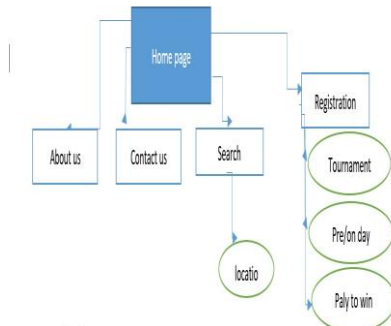 Home page
Registration
About us
Contact us
Search
Tournament
Pre/on day
locatio
Paly to win